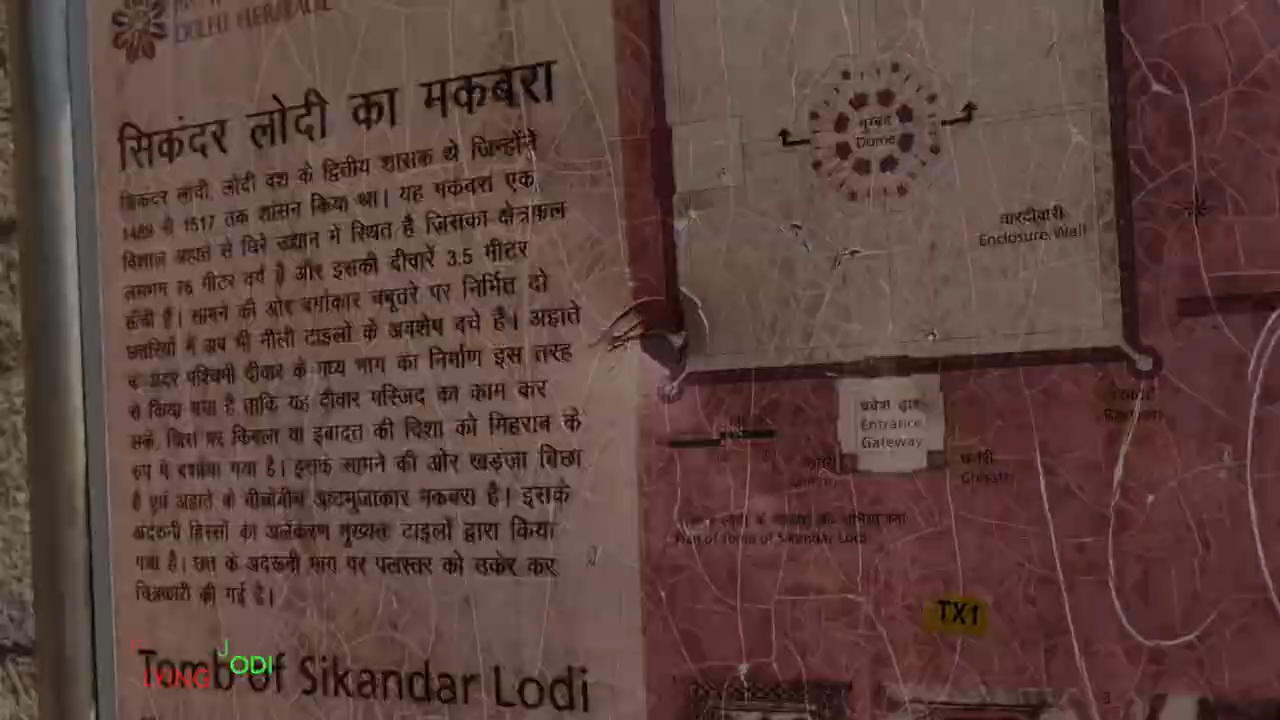 DELHI HERITAGE
सिकंदर लोदी का मकबरा
सिकंदर लोदी, लोदी वंश के द्वितीय शासक थे जिन्होंने
1489 से 1517 तक शासन किया था। यह मकबरा एक
विशाल अहाते से घिरे उद्यान में स्थित है जिसका क्षेत्रफल
लगभग 76 मीटर वर्ग है और इसकी दीवारें 3.5 मीटर
ऊँची हैं। सामने की ओर वर्गाकार चबूतरे पर निर्मित दो
छतरियों में अब भी नीली टाइलों के अवशेष बचे हैं। अहाते
के अंदर पश्चिमी दीवार के मध्य भाग का निर्माण इस तरह
से किया गया है ताकि यह दीवार मस्जिद का काम कर
सके, जिस पर किबला या इबादत की दिशा को मिहराब के
रूप में दर्शाया गया है। इसके सामने की ओर खड़ंजा बिछा
है एवं अहाते के बीचोंबीच अष्टभुजाकार मकबरा है। इसके
अंदरुनी हिस्सों का अलंकरण मुख्यतः टाइलों द्वारा किया
गया है। छत के अंदरूनी भाग पर पलस्तर को उकेर कर
चित्रकारी की गई है।
Tomb of Sikandar Lodi
JODI
गुम्बद
Dome
चारदीवारी
Enclosure Wall
प्रवेश द्वार
Entrance
Gateway
छतरी
Chhatri
Bastion
Plan of Tomb of Sikandar Lodi
TX1
3